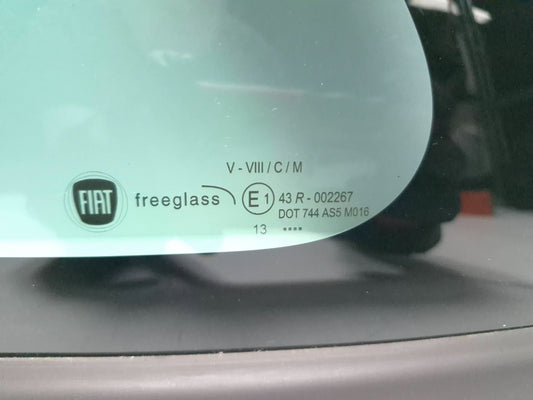 V - VIII / C / M
FIAT freeglass E1 43 R - 002267
DOT 744 AS5 M016
13 ••••